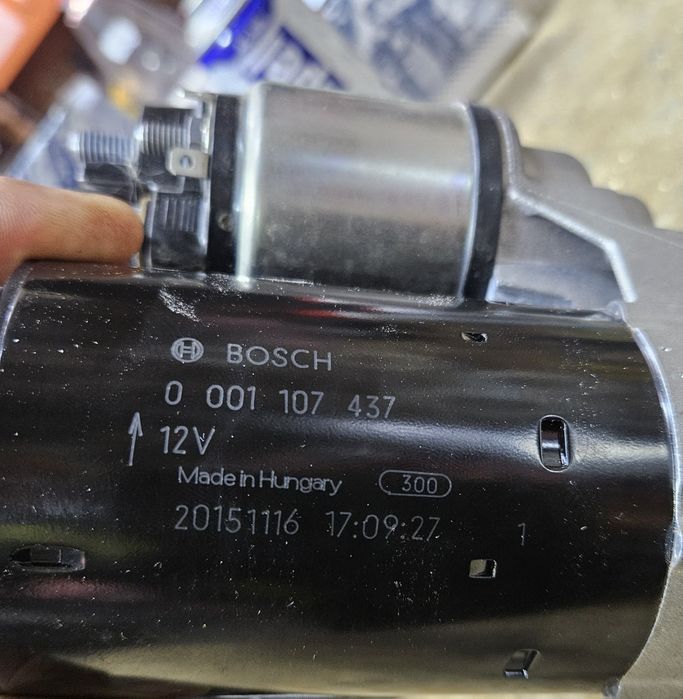 BOSCH
0 001 107 437
12V
Made in Hungary 300
20151116 17:09:27 1